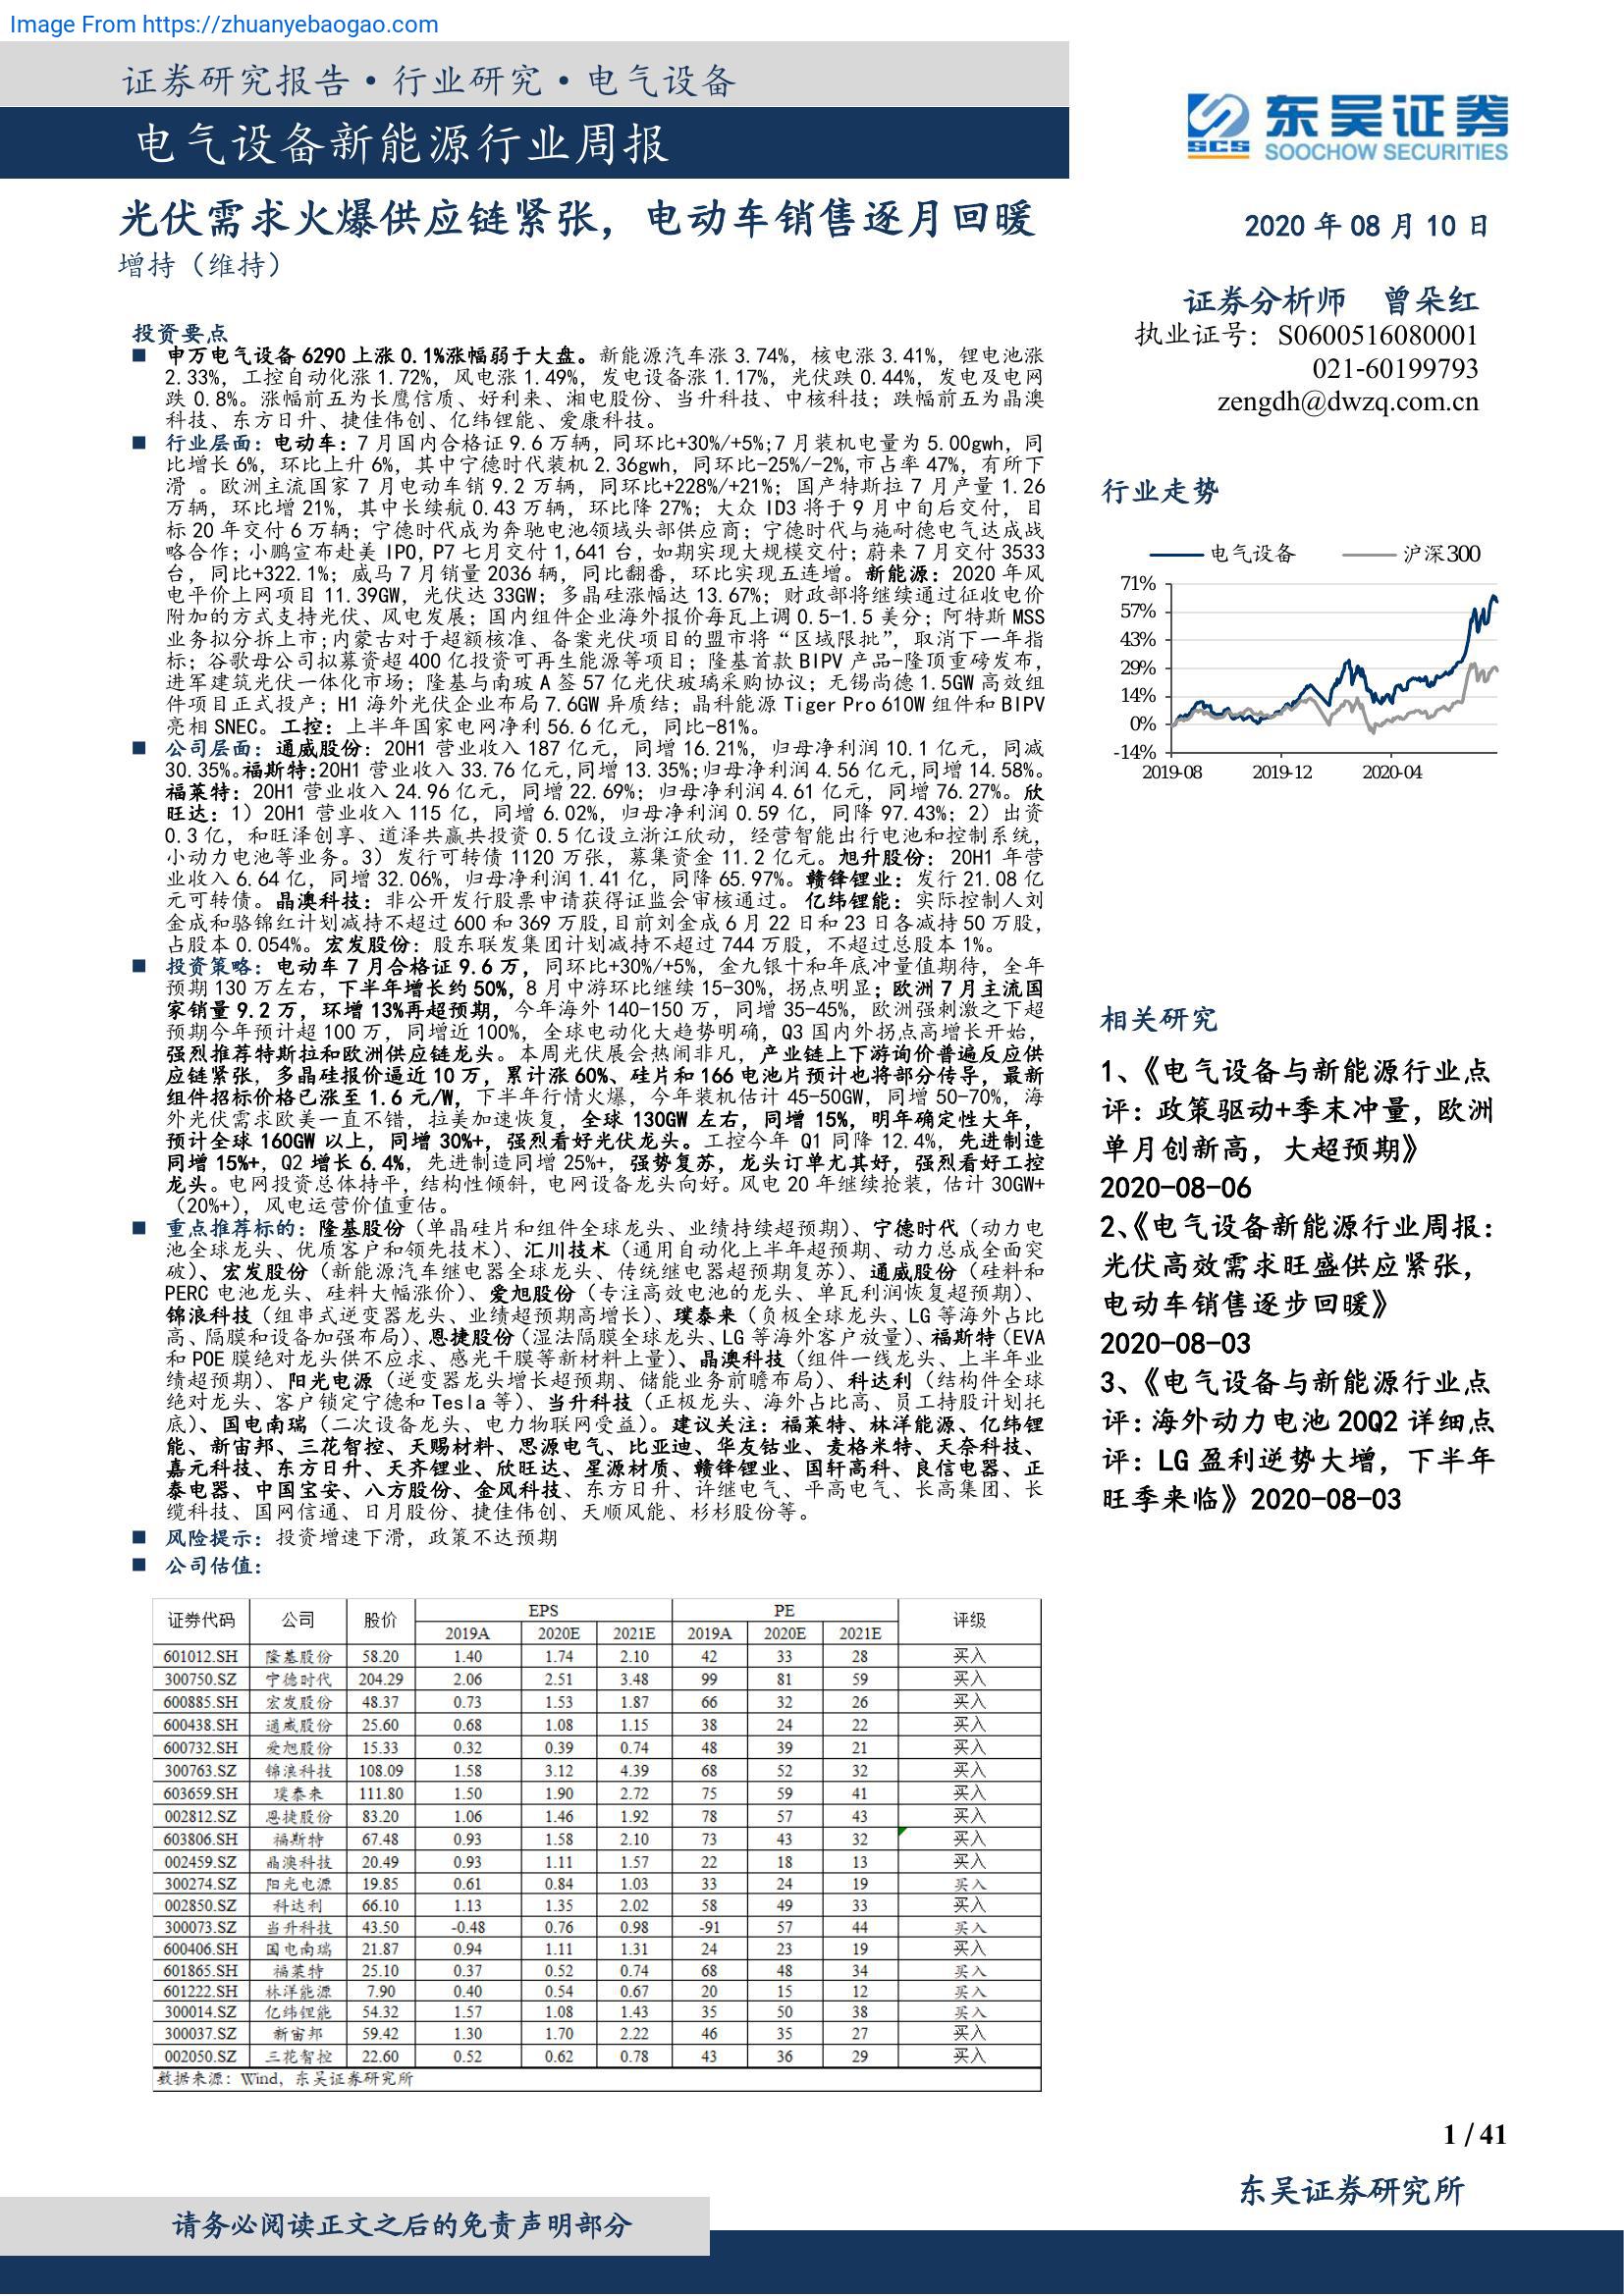 Image From https://zhuanyebaogao.com
证券研究报告·行业研究·电气设备
电气设备新能源行业周报
东吴证券
SCS
SOOCHOW SECURITIES
光伏需求火爆供应链紧张，电动车销售逐月回暖
增持（维持）
2020 年 08 月 10 日
证券分析师 曾朵红
执业证号：S0600516080001
021-60199793
zengdh@dwzq.com.cn
投资要点
■ 申万电气设备 6290 上涨 0.1%涨幅弱于大盘。新能源汽车涨 3.74%，核电涨 3.41%，锂电池涨
2.33%，工控自动化涨 1.72%，风电涨 1.49%，发电设备涨 1.17%，光伏跌 0.44%，发电及电网
跌 0.8%。涨幅前五为长鹰信质、好利来、湘电股份、当升科技、中核科技；跌幅前五为晶澳
科技、东方日升、捷佳伟创、亿纬锂能、爱康科技。
■ 行业层面：电动车：7 月国内合格证 9.6 万辆，同环比+30%/+5%;7 月装机电量为 5.00gwh，同
比增长 6%，环比上升 6%，其中宁德时代装机 2.36gwh，同环比-25%/-2%,市占率 47%，有所下
滑 。欧洲主流国家 7 月电动车销 9.2 万辆，同环比+228%/+21%；国产特斯拉 7 月产量 1.26
万辆，环比增 21%，其中长续航 0.43 万辆，环比降 27%；大众 ID3 将于 9 月中旬后交付，目
标 20 年交付 6 万辆；宁德时代成为奔驰电池领域头部供应商；宁德时代与施耐德电气达成战
略合作；小鹏宣布赴美 IPO，P7 七月交付 1,641 台，如期实现大规模交付；蔚来 7 月交付 3533
台，同比+322.1%；威马 7 月销量 2036 辆，同比翻番，环比实现五连增。新能源：2020 年风
电平价上网项目 11.39GW，光伏达 33GW；多晶硅涨幅达 13.67%；财政部将继续通过征收电价
附加的方式支持光伏、风电发展；国内组件企业海外报价每瓦上调 0.5-1.5 美分；阿特斯 MSS
业务拟分拆上市;内蒙古对于超额核准、备案光伏项目的盟市将“区域限批”，取消下一年指
标；谷歌母公司拟募资超 400 亿投资可再生能源等项目；隆基首款 BIPV 产品-隆顶重磅发布，
进军建筑光伏一体化市场；隆基与南玻 A 签 57 亿光伏玻璃采购协议；无锡尚德 1.5GW 高效组
件项目正式投产；H1 海外光伏企业布局 7.6GW 异质结；晶科能源 Tiger Pro 610W 组件和 BIPV
亮相 SNEC。工控：上半年国家电网净利 56.6 亿元，同比-81%。
■ 公司层面：通威股份：20H1 营业收入 187 亿元，同增 16.21%，归母净利润 10.1 亿元，同减
30.35%。福斯特:20H1 营业收入 33.76 亿元,同增 13.35%;归母净利润 4.56 亿元,同增 14.58%。
福莱特：20H1 营业收入 24.96 亿元，同增 22.69%；归母净利润 4.61 亿元，同增 76.27%。欣
旺达：1）20H1 营业收入 115 亿，同增 6.02%，归母净利润 0.59 亿，同降 97.43%；2）出资
0.3 亿，和旺泽创享、道泽共赢共投资 0.5 亿设立浙江欣动，经营智能出行电池和控制系统，
小动力电池等业务。3）发行可转债 1120 万张，募集资金 11.2 亿元。旭升股份：20H1 年营
业收入 6.64 亿，同增 32.06%，归母净利润 1.41 亿，同降 65.97%。赣锋锂业：发行 21.08 亿
元可转债。晶澳科技：非公开发行股票申请获得证监会审核通过。亿纬锂能：实际控制人刘
金成和骆锦红计划减持不超过 600 和 369 万股,目前刘金成 6 月 22 日和 23 日各减持 50 万股，
占股本 0.054%。宏发股份：股东联发集团计划减持不超过 744 万股，不超过总股本 1%。
■ 投资策略：电动车 7 月合格证 9.6 万，同环比+30%/+5%，金九银十和年底冲量值期待，全年
预期 130 万左右，下半年增长约 50%，8 月中游环比继续 15-30%，拐点明显；欧洲 7 月主流国
家销量 9.2 万，环增 13%再超预期，今年海外 140-150 万，同增 35-45%，欧洲强刺激之下超
预期今年预计超 100 万，同增近 100%，全球电动化大趋势明确，Q3 国内外拐点高增长开始，
强烈推荐特斯拉和欧洲供应链龙头。本周光伏展会热闹非凡，产业链上下游询价普遍反应供
应链紧张，多晶硅报价逼近 10 万，累计涨 60%、硅片和 166 电池片预计也将部分传导，最新
组件招标价格已涨至 1.6 元/W，下半年行情火爆，今年装机估计 45-50GW，同增 50-70%，海
外光伏需求欧美一直不错，拉美加速恢复，全球 130GW 左右，同增 15%，明年确定性大年，
预计全球 160GW 以上，同增 30%+，强烈看好光伏龙头。工控今年 Q1 同降 12.4%，先进制造
同增 15%+，Q2 增长 6.4%，先进制造同增 25%+，强势复苏，龙头订单尤其好，强烈看好工控
龙头。电网投资总体持平，结构性倾斜，电网设备龙头向好。风电 20 年继续抢装，估计 30GW+
（20%+），风电运营价值重估。
■ 重点推荐标的：隆基股份（单晶硅片和组件全球龙头、业绩持续超预期）、宁德时代（动力电
池全球龙头、优质客户和领先技术）、汇川技术（通用自动化上半年超预期、动力总成全面突
破）、宏发股份（新能源汽车继电器全球龙头、传统继电器超预期复苏）、通威股份（硅料和
PERC 电池龙头、硅料大幅涨价）、爱旭股份（专注高效电池的龙头、单瓦利润恢复超预期）、
锦浪科技（组串式逆变器龙头、业绩超预期高增长）、璞泰来（负极全球龙头、LG 等海外占比
高、隔膜和设备加强布局）、恩捷股份（湿法隔膜全球龙头、LG 等海外客户放量）、福斯特（EVA
和 POE 膜绝对龙头供不应求、感光干膜等新材料上量）、晶澳科技（组件一线龙头、上半年业
绩超预期）、阳光电源（逆变器龙头增长超预期、储能业务前瞻布局）、科达利（结构件全球
绝对龙头、客户锁定宁德和 Tesla 等）、当升科技（正极龙头、海外占比高、员工持股计划托
底）、国电南瑞（二次设备龙头、电力物联网受益）。建议关注：福莱特、林洋能源、亿纬锂
能、新宙邦、三花智控、天赐材料、思源电气、比亚迪、华友钴业、麦格米特、天奈科技、
嘉元科技、东方日升、天齐锂业、欣旺达、星源材质、赣锋锂业、国轩高科、良信电器、正
泰电器、中国宝安、八方股份、金风科技、东方日升、许继电气、平高电气、长高集团、长
缆科技、国网信通、日月股份、捷佳伟创、天顺风能、杉杉股份等。
■ 风险提示：投资增速下滑，政策不达预期
■ 公司估值：
证券代码 公司 股价 EPS PE 评级
2019A 2020E 2021E 2019A 2020E 2021E
601012.SH 隆基股份 58.20 1.40 1.74 2.10 42 33 28 买入
300750.SZ 宁德时代 204.29 2.06 2.51 3.48 99 81 59 买入
600885.SH 宏发股份 48.37 0.73 1.53 1.87 66 32 26 买入
600438.SH 通威股份 25.60 0.68 1.08 1.15 38 24 22 买入
600732.SH 爱旭股份 15.33 0.32 0.39 0.74 48 39 21 买入
300763.SZ 锦浪科技 108.09 1.58 3.12 4.39 68 52 32 买入
603659.SH 璞泰来 111.80 1.50 1.90 2.72 75 59 41 买入
002812.SZ 恩捷股份 83.20 1.06 1.46 1.92 78 57 43 买入
603806.SH 福斯特 67.48 0.93 1.58 2.10 73 43 32 买入
002459.SZ 晶澳科技 20.49 0.93 1.11 1.57 22 18 13 买入
300274.SZ 阳光电源 19.85 0.61 0.84 1.03 33 24 19 买入
002850.SZ 科达利 66.10 1.13 1.35 2.02 58 49 33 买入
300073.SZ 当升科技 43.50 -0.48 0.76 0.98 -91 57 44 买入
600406.SH 国电南瑞 21.87 0.94 1.11 1.31 24 23 19 买入
601865.SH 福莱特 25.10 0.37 0.52 0.74 68 48 34 买入
601222.SH 林洋能源 7.90 0.40 0.54 0.67 20 15 12 买入
300014.SZ 亿纬锂能 54.32 1.57 1.08 1.43 35 50 38 买入
300037.SZ 新宙邦 59.42 1.30 1.70 2.22 46 35 27 买入
002050.SZ 三花智控 22.60 0.52 0.62 0.78 43 36 29 买入
数据来源：Wind，东吴证券研究所
行业走势
电气设备 沪深300
71%
57%
43%
29%
14%
0%
-14%
2019-08 2019-12 2020-04
相关研究
1、《电气设备与新能源行业点
评：政策驱动+季末冲量，欧洲
单月创新高，大超预期》
2020-08-06
2、《电气设备新能源行业周报：
光伏高效需求旺盛供应紧张，
电动车销售逐步回暖》
2020-08-03
3、《电气设备与新能源行业点
评：海外动力电池 20Q2 详细点
评：LG 盈利逆势大增，下半年
旺季来临》2020-08-03
1 / 41
东吴证券研究所
请务必阅读正文之后的免责声明部分